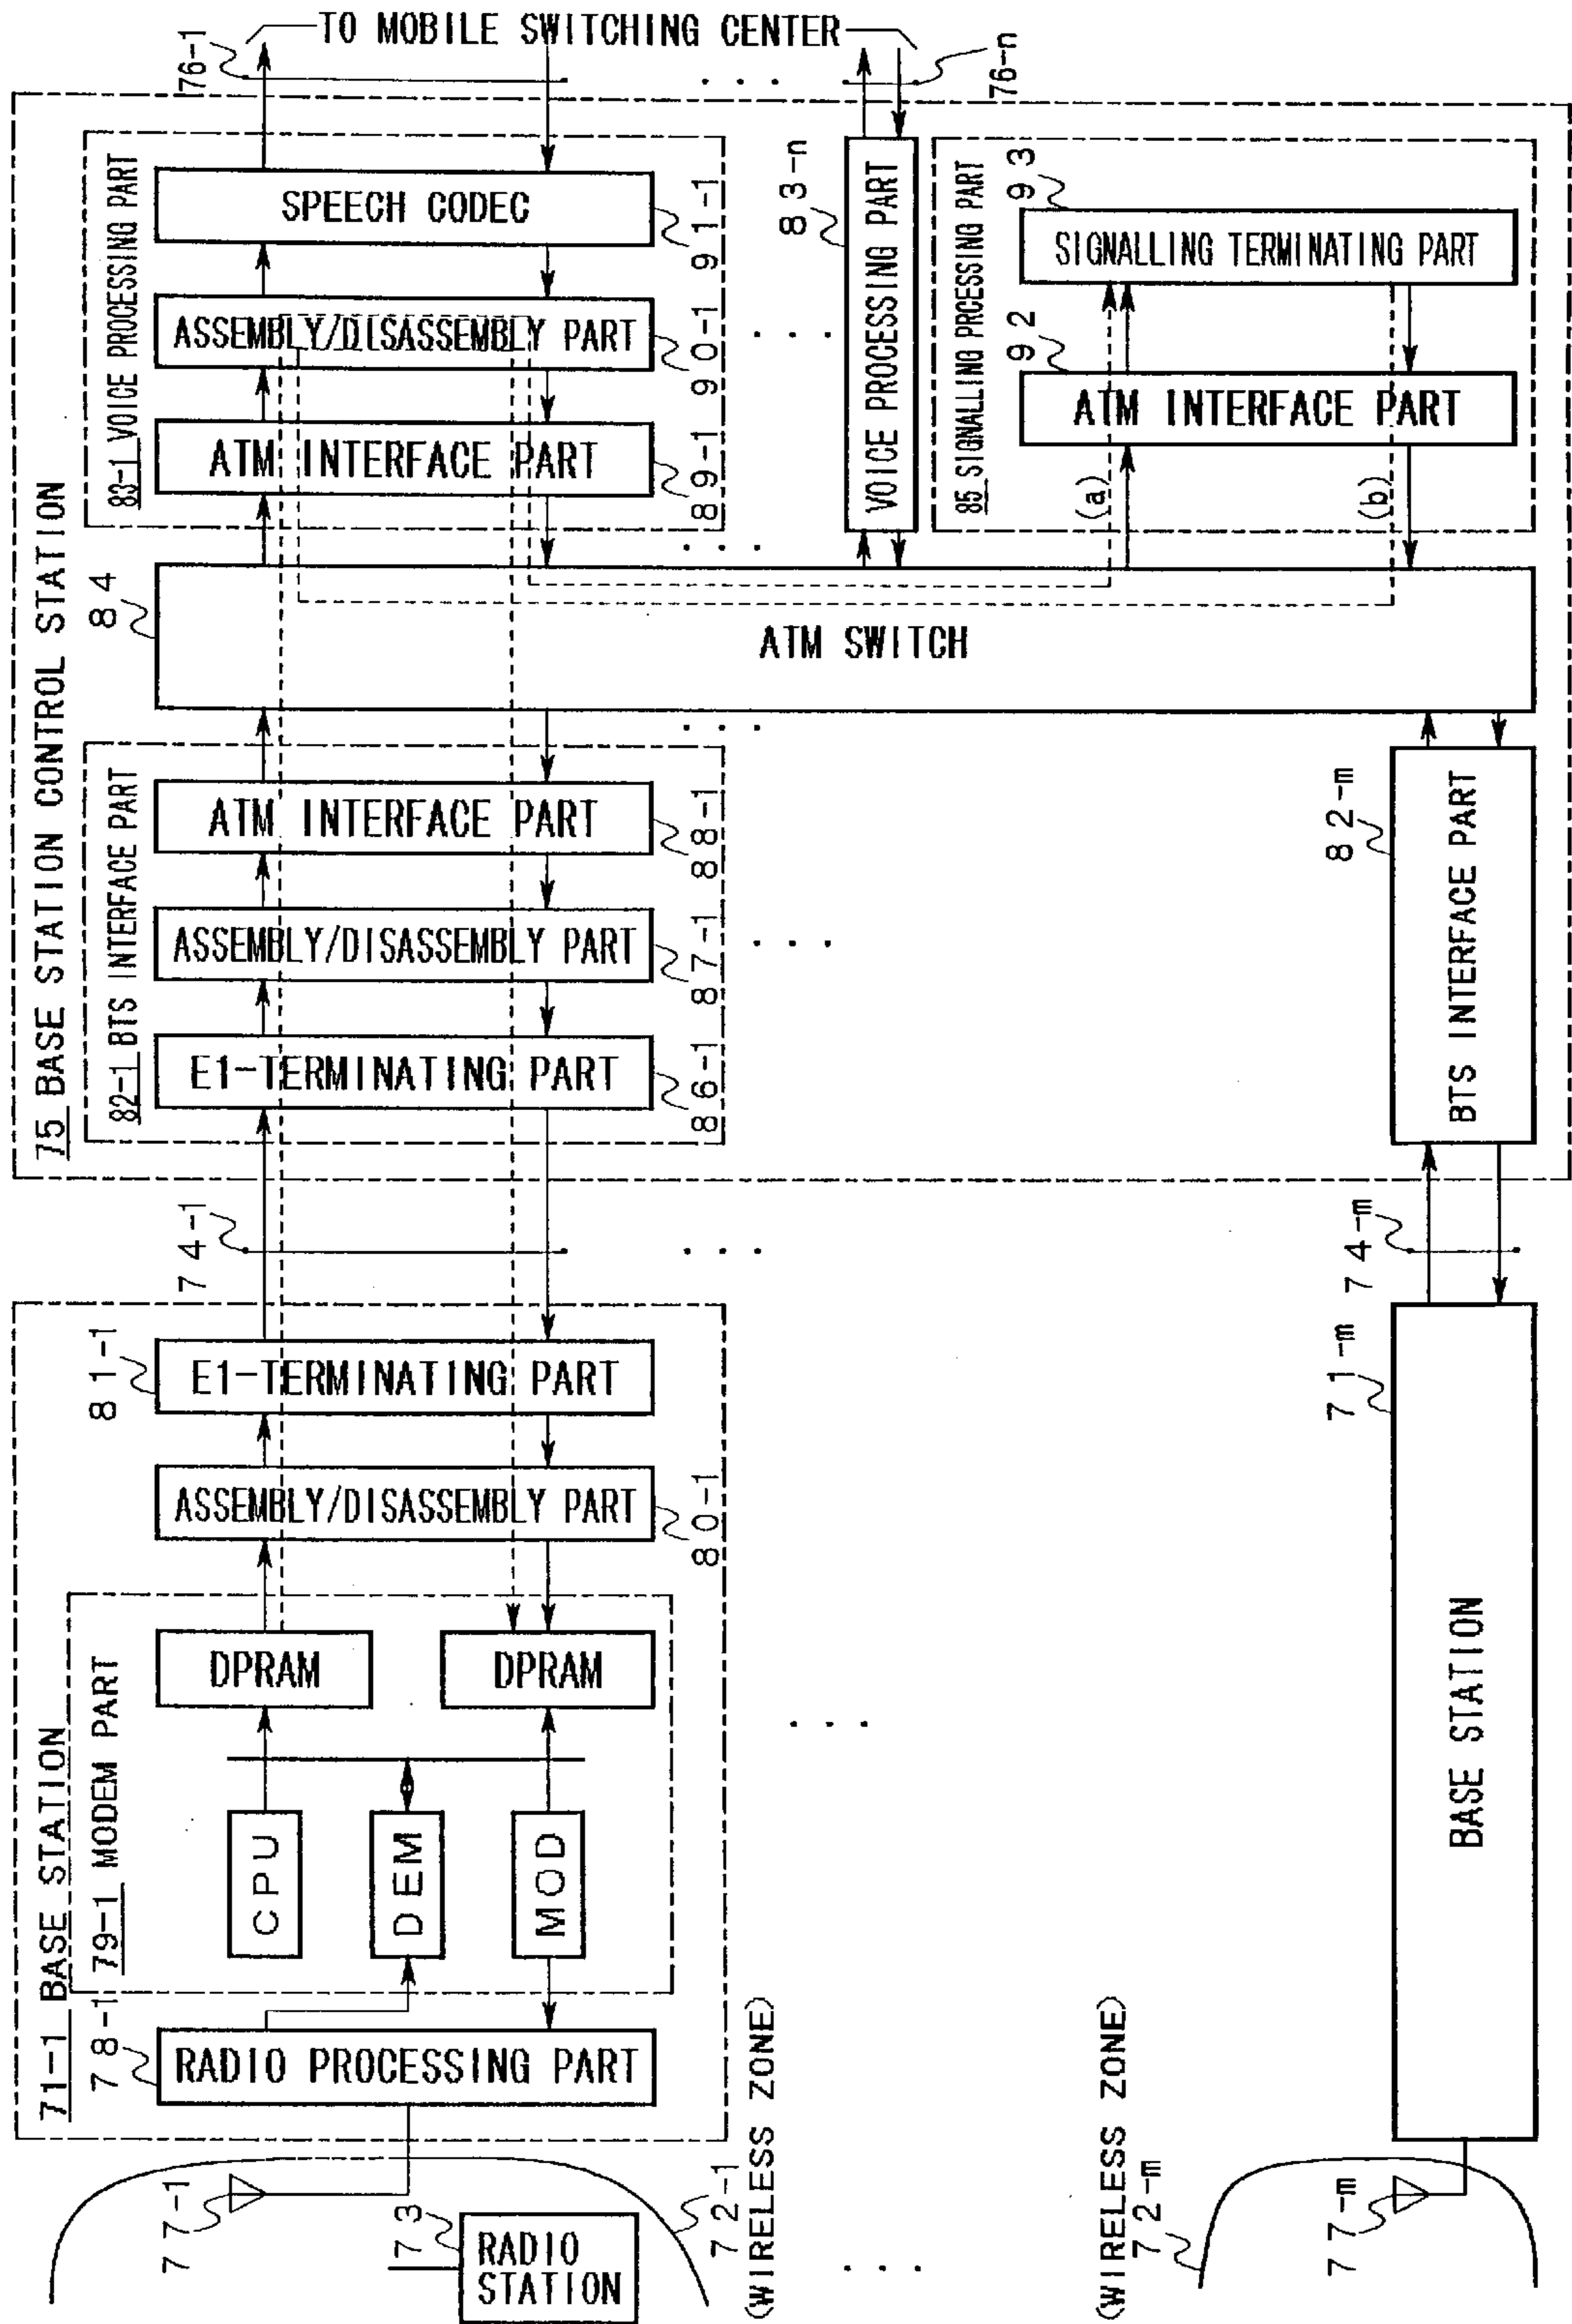 TO MOBILE SWITCHING CENTER
76-1
76-n
75 BASE STATION CONTROL STATION
83-1 VOICE PROCESSING PART
SPEECH CODEC
91-1
ASSEMBLY/DISASSEMBLY PART
90-1
ATM INTERFACE PART
89-1
83-n
VOICE PROCESSING PART
85 SIGNALLING PROCESSING PART
93
SIGNALLING TERMINATING PART
92
ATM INTERFACE PART
(a)
(b)
84
ATM SWITCH
82-1 BTS INTERFACE PART
ATM INTERFACE PART
88-1
ASSEMBLY/DISASSEMBLY PART
87-1
E1-TERMINATING PART
86-1
82-m
BTS INTERFACE PART
74-1
74-m
71-1 BASE STATION
81-1
E1-TERMINATING PART
ASSEMBLY/DISASSEMBLY PART
80-1
79-1 MODEM PART
DPRAM
DPRAM
CPU
DEM
MOD
78-1
RADIO PROCESSING PART
71-m
BASE STATION
77-1
73
RADIO
STATION
72-1
(WIRELESS ZONE)
(WIRELESS ZONE)
72-m
77-m